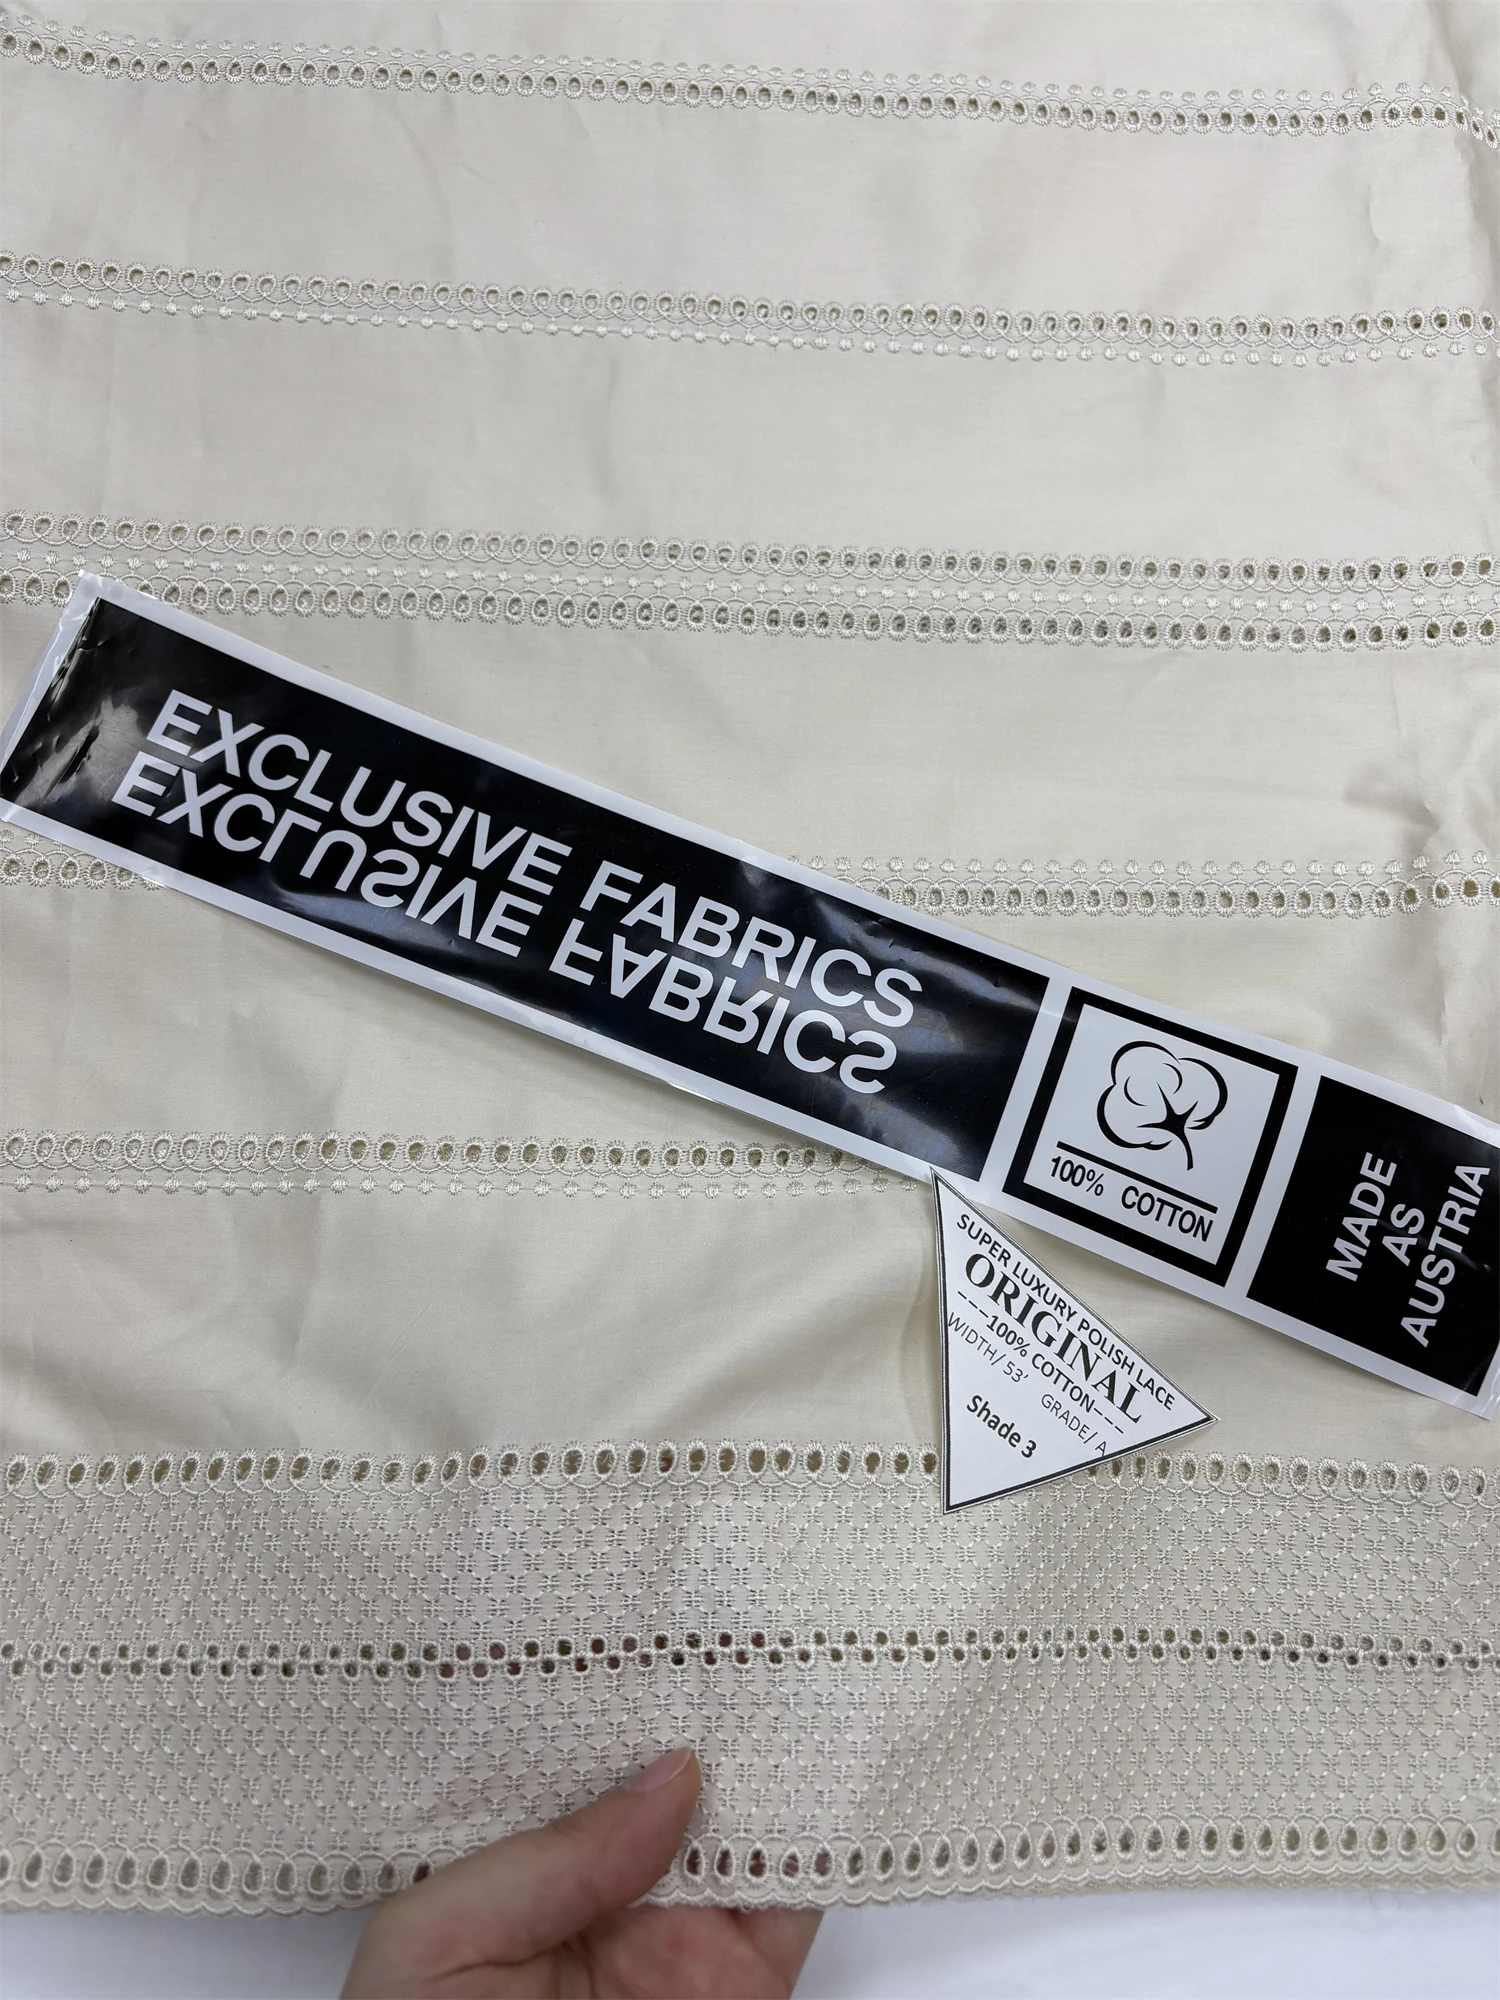 EXCLUSIVE FABRICS
EXCLUSIVE FABRICS
100% COTTON
MADE
AS
AUSTRIA
SUPER LUXURY POLISH LACE
ORIGINAL
---100% COTTON---
WIDTH/ 53' GRADE/ A
Shade 3